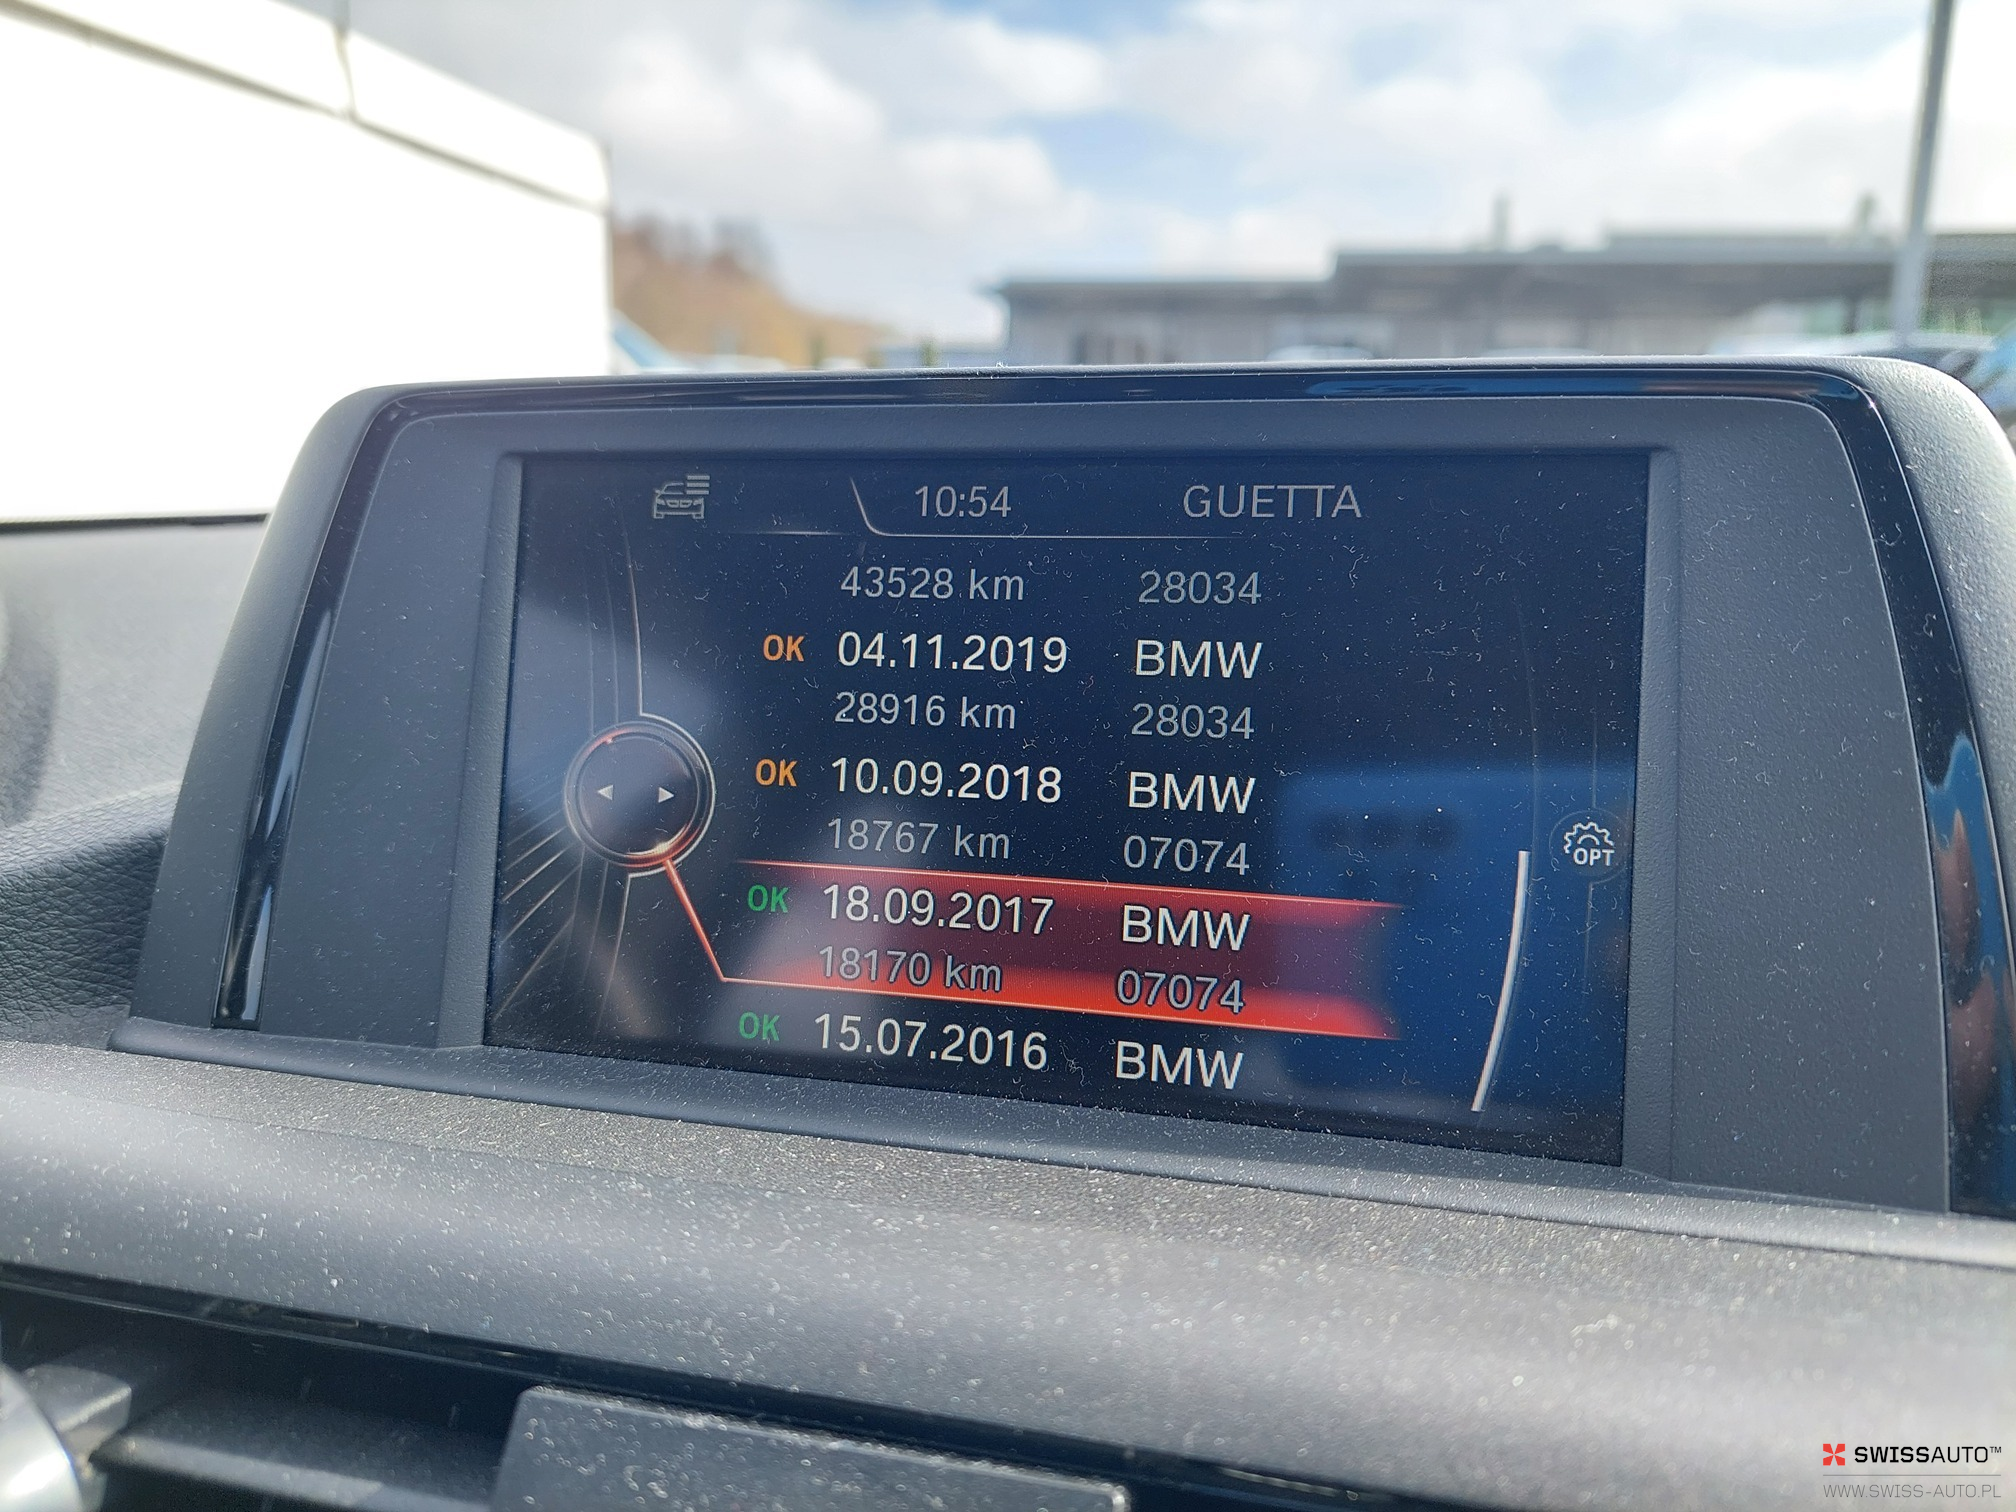 10:54 GUETTA
43528 km 28034
OK 04.11.2019 BMW
28916 km 28034
OK 10.09.2018 BMW
18767 km 07074
OK 18.09.2017 BMW
18170 km 07074
OK 15.07.2016 BMW
OPT
SWISSAUTO™
WWW.SWISS-AUTO.PL